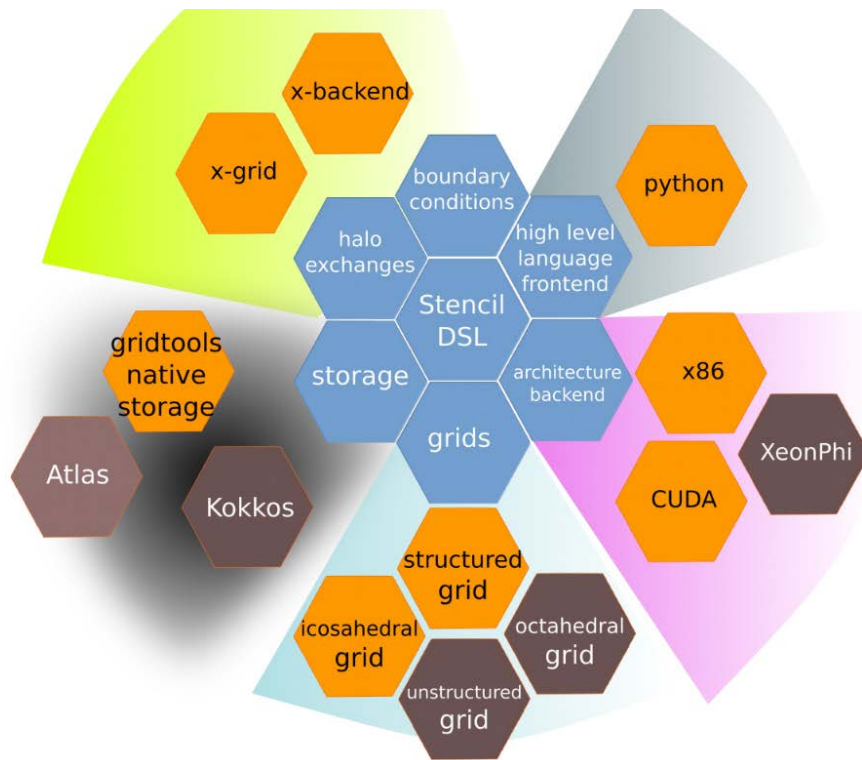 x-backend
x-grid
boundary
conditions
python
halo
exchanges
high level
language
frontend
Stencil
DSL
gridtools
native
storage
storage
architecture
backend
x86
grids
XeonPhi
Atlas
Kokkos
CUDA
structured
grid
icosahedral
grid
octahedral
grid
unstructured
grid